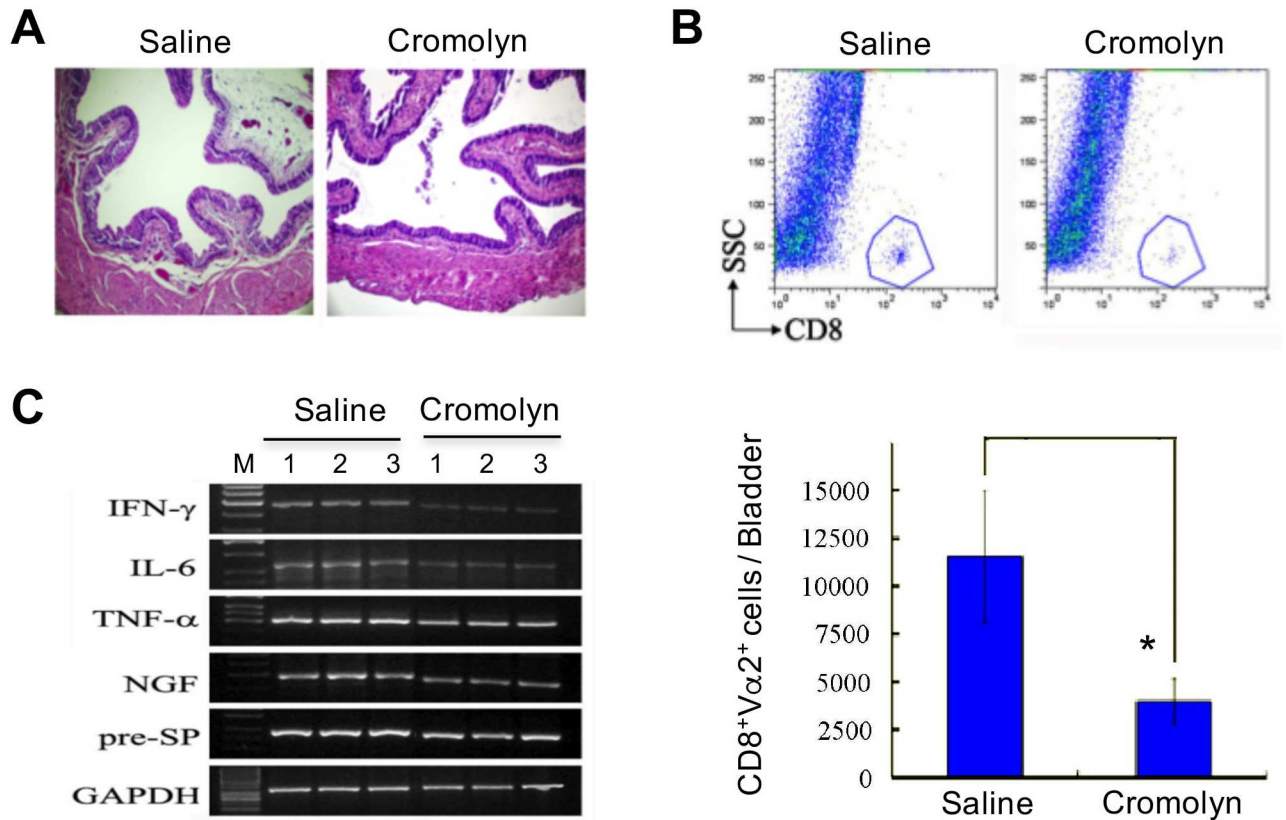 A
Saline Cromolyn
B
Saline Cromolyn
250
200
150
100
50
10⁰ 10¹ 10² 10³ 10⁴
250
200
150
100
50
10⁰ 10¹ 10² 10³ 10⁴
SSC
CD8
C
Saline Cromolyn
M 1 2 3 1 2 3
IFN-γ
IL-6
TNF-α
NGF
pre-SP
GAPDH
CD8⁺Vα2⁺ cells / Bladder
15000
12500
10000
7500
5000
2500
0
*
Saline Cromolyn